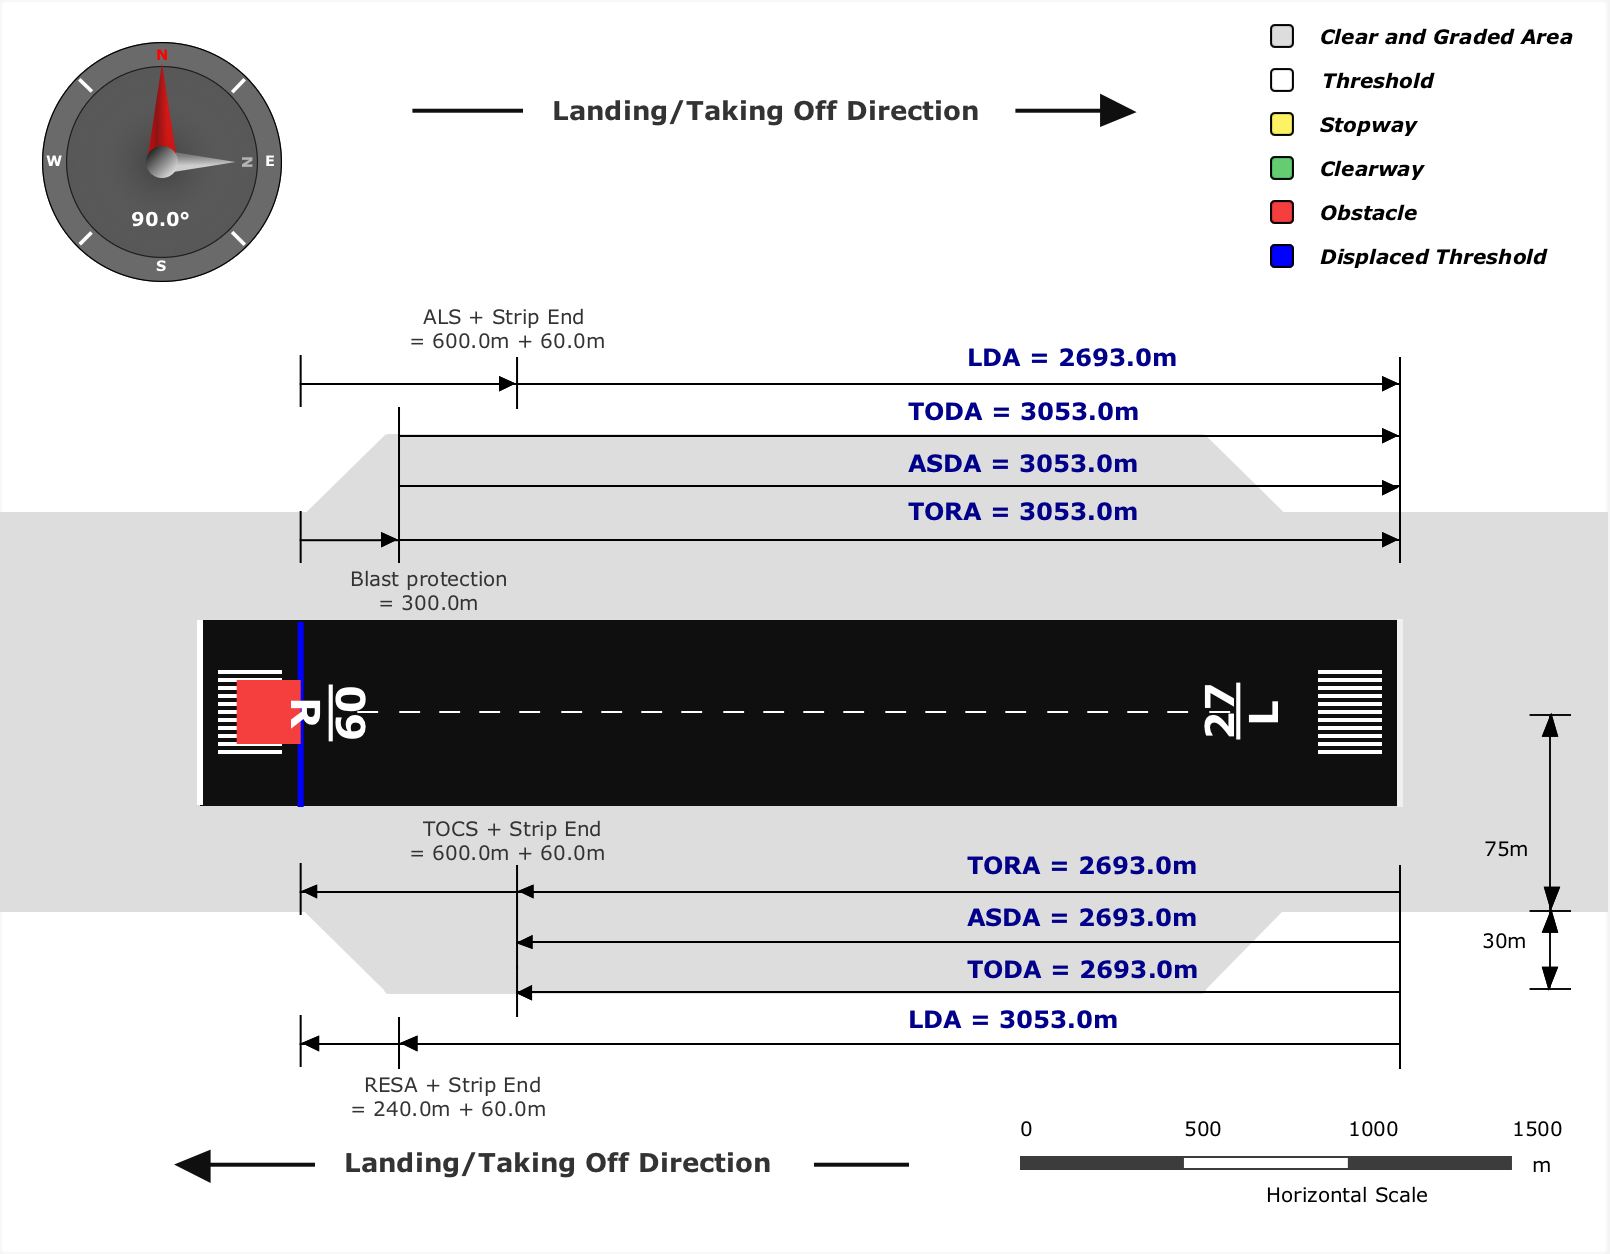 N
W
N
E
90.0°
S
Landing/Taking Off Direction
Clear and Graded Area
Threshold
Stopway
Clearway
Obstacle
Displaced Threshold
ALS + Strip End
= 600.0m + 60.0m
LDA = 2693.0m
TODA = 3053.0m
ASDA = 3053.0m
TORA = 3053.0m
Blast protection
= 300.0m
09
R
27
L
TOCS + Strip End
= 600.0m + 60.0m
TORA = 2693.0m
ASDA = 2693.0m
TODA = 2693.0m
LDA = 3053.0m
75m
30m
RESA + Strip End
= 240.0m + 60.0m
Landing/Taking Off Direction
0 500 1000 1500
m
Horizontal Scale